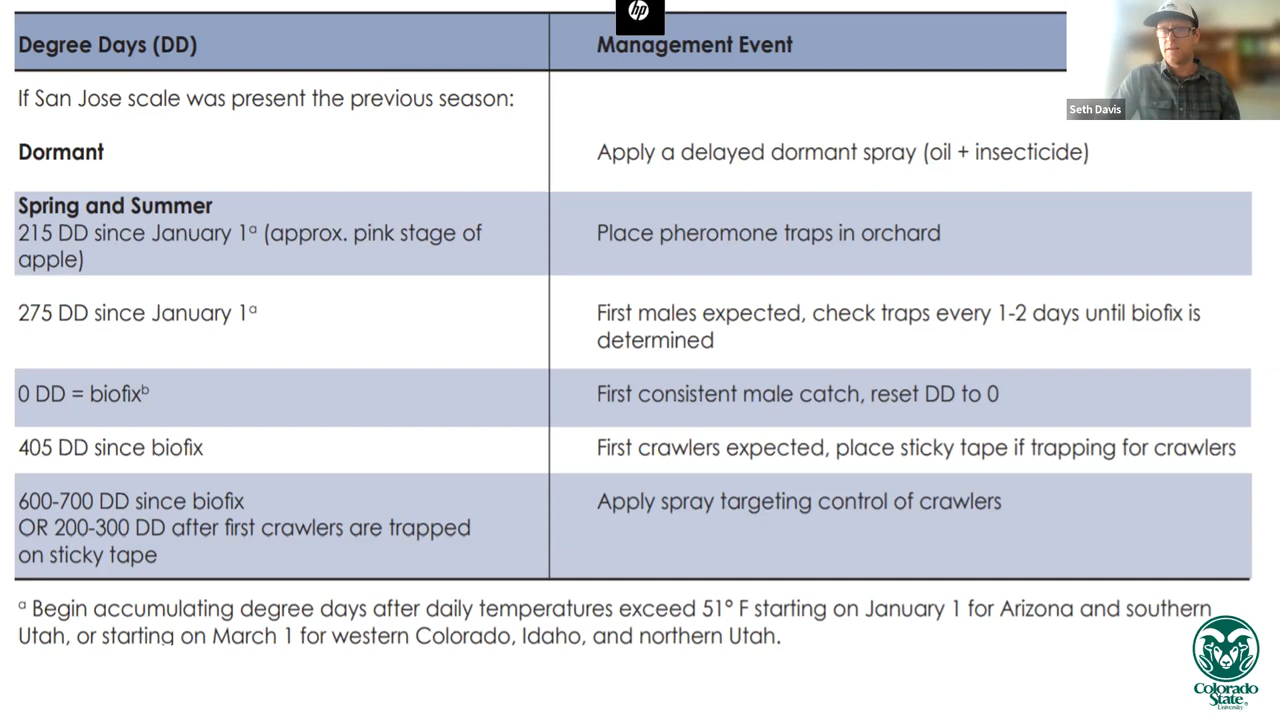 hp
Degree Days (DD)
Management Event
Seth Davis
If San Jose scale was present the previous season:
Dormant
Apply a delayed dormant spray (oil + insecticide)
Spring and Summer
215 DD since January 1ᵃ (approx. pink stage of
apple)
Place pheromone traps in orchard
275 DD since January 1ᵃ
First males expected, check traps every 1-2 days until biofix is
determined
0 DD = biofixᵇ
First consistent male catch, reset DD to 0
405 DD since biofix
First crawlers expected, place sticky tape if trapping for crawlers
600-700 DD since biofix
OR 200-300 DD after first crawlers are trapped
on sticky tape
Apply spray targeting control of crawlers
ᵃ Begin accumulating degree days after daily temperatures exceed 51° F starting on January 1 for Arizona and southern
Utah, or starting on March 1 for western Colorado, Idaho, and northern Utah.
Colorado
State
University